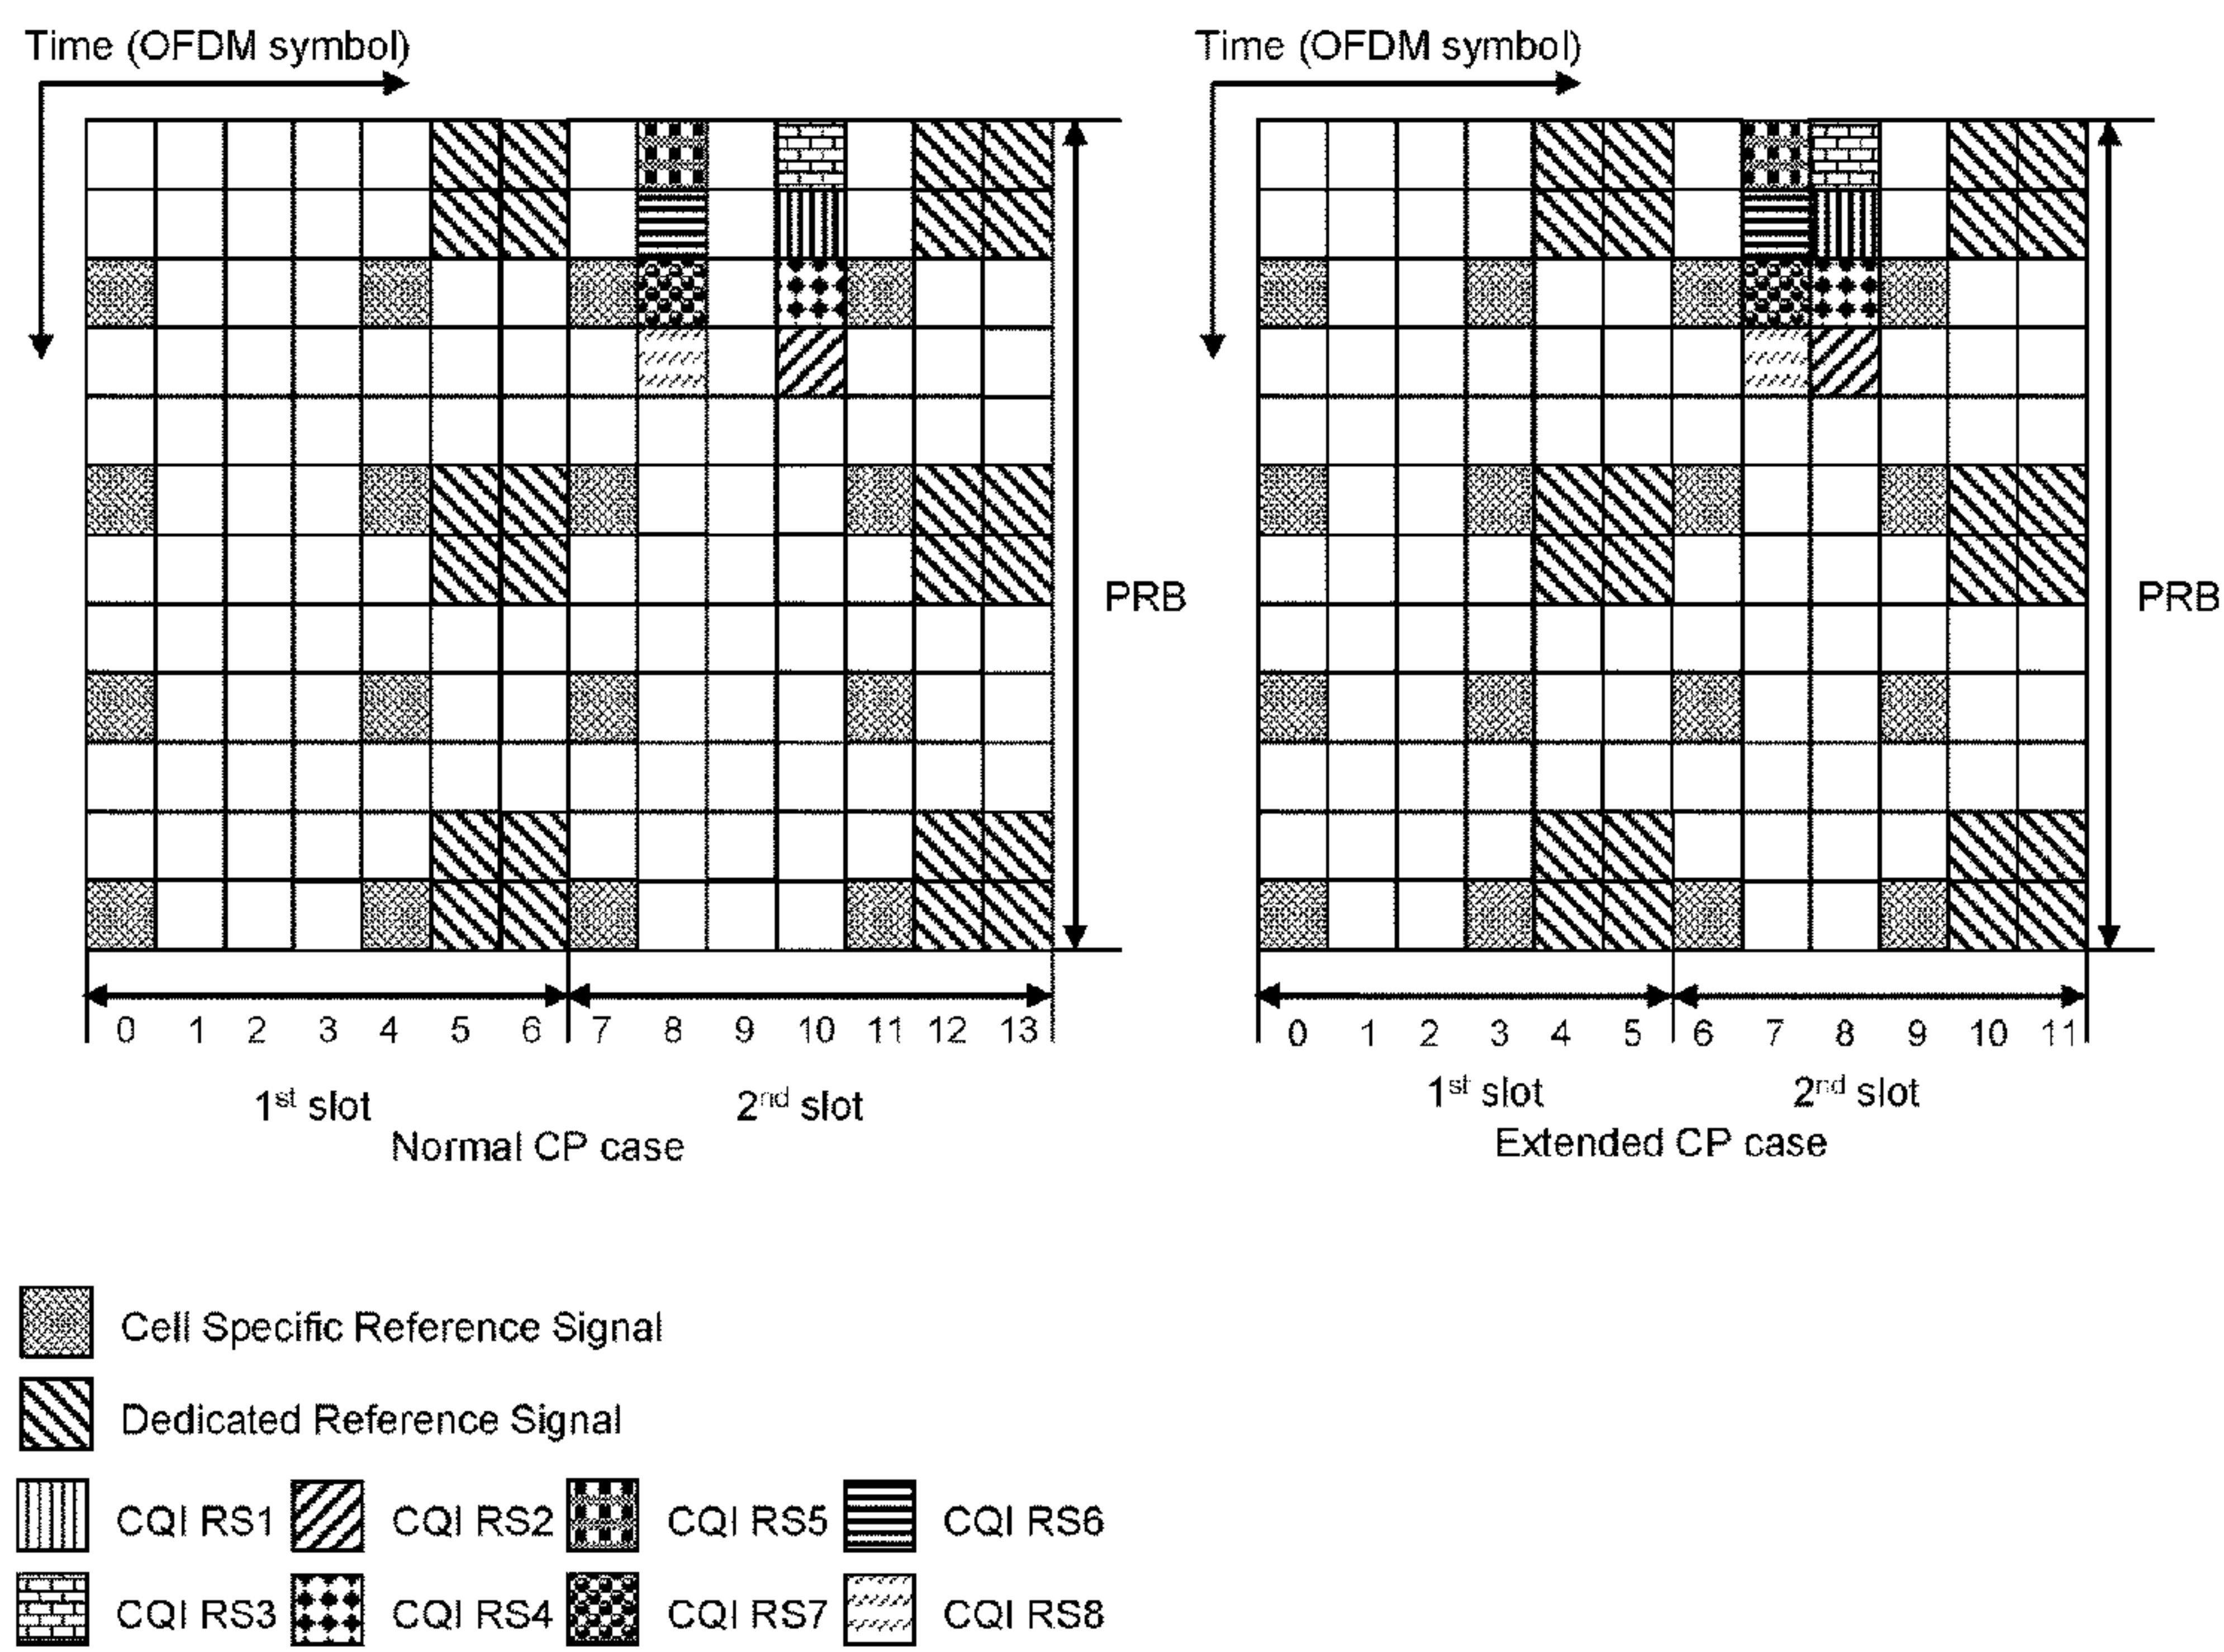 Time (OFDM symbol)
Time (OFDM symbol)
PRB
PRB
0 1 2 3 4 5 6 7 8 9 10 11 12 13
0 1 2 3 4 5 6 7 8 9 10 11
1st slot 2nd slot
1st slot 2nd slot
Normal CP case
Extended CP case
Cell Specific Reference Signal
Dedicated Reference Signal
CQI RS1 CQI RS2 CQI RS5 CQI RS6
CQI RS3 CQI RS4 CQI RS7 CQI RS8